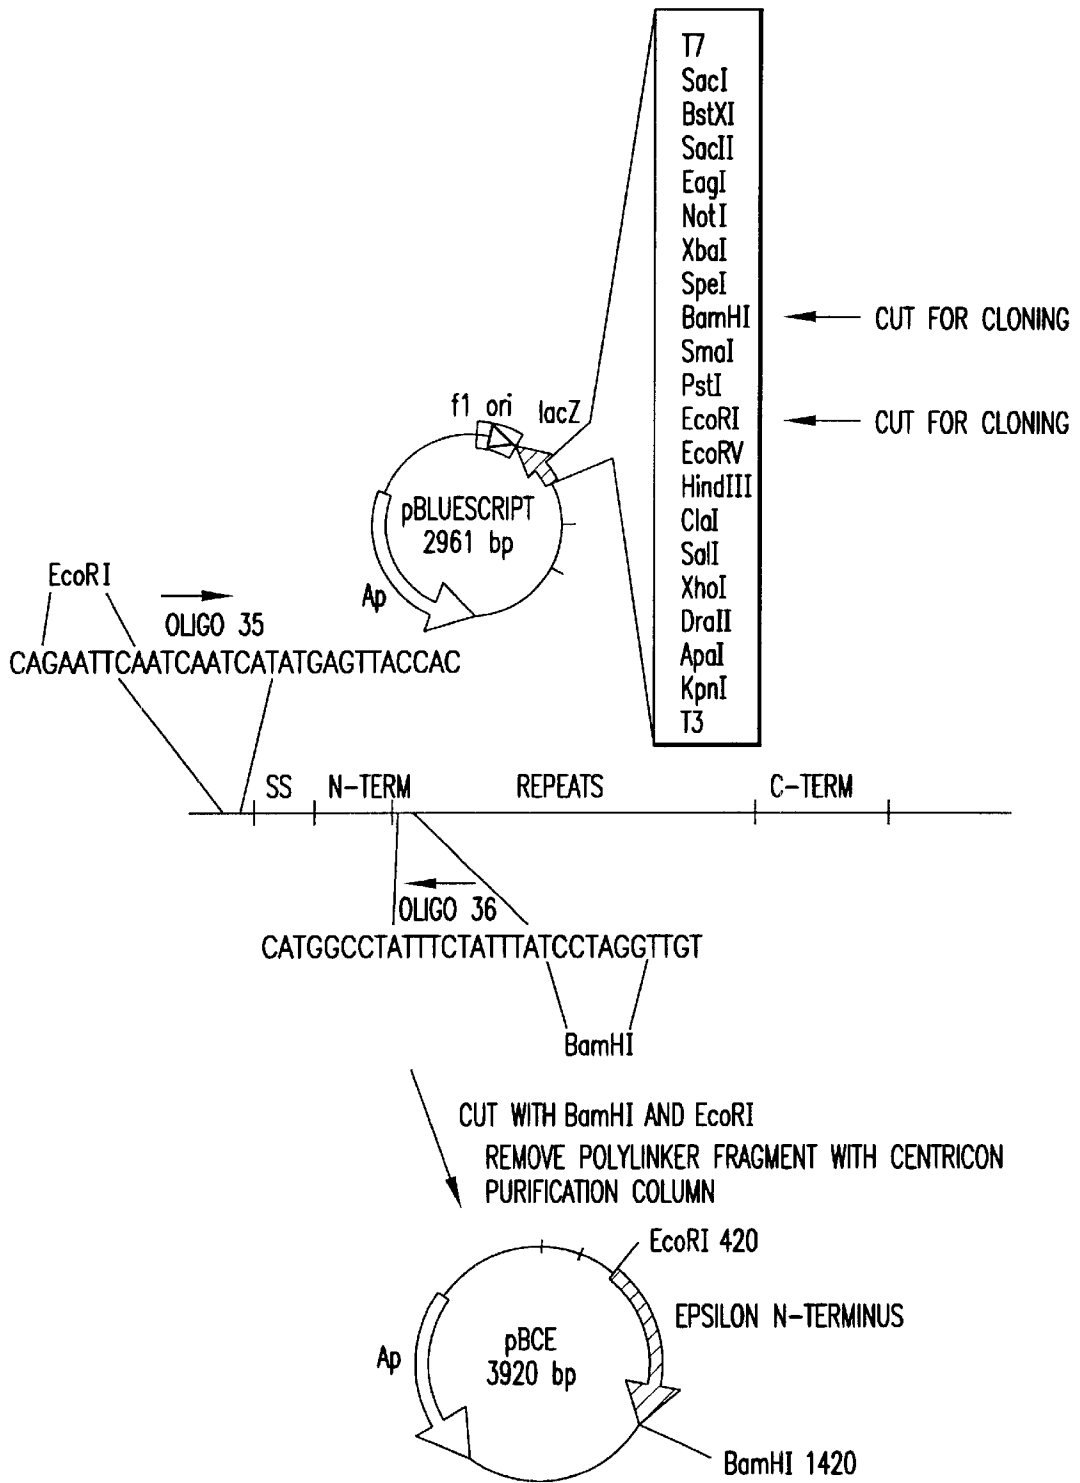 T7
SacI
BstXI
SacII
EagI
NotI
XbaI
SpeI
BamHI ← CUT FOR CLONING
SmaI
PstI
EcoRI ← CUT FOR CLONING
EcoRV
HindIII
ClaI
SalI
XhoI
DraII
ApaI
KpnI
T3
f1 ori lacZ
pBLUESCRIPT
2961 bp
Ap
EcoRI
OLIGO 35
CAGAATTCAATCAATCATATGAGTTACCAC
SS N-TERM REPEATS C-TERM
OLIGO 36
CATGGCCTATTTCTATTTATCCTAGGTTGT
BamHI
CUT WITH BamHI AND EcoRI
REMOVE POLYLINKER FRAGMENT WITH CENTRICON
PURIFICATION COLUMN
EcoRI 420
EPSILON N-TERMINUS
pBCE
3920 bp
Ap
BamHI 1420